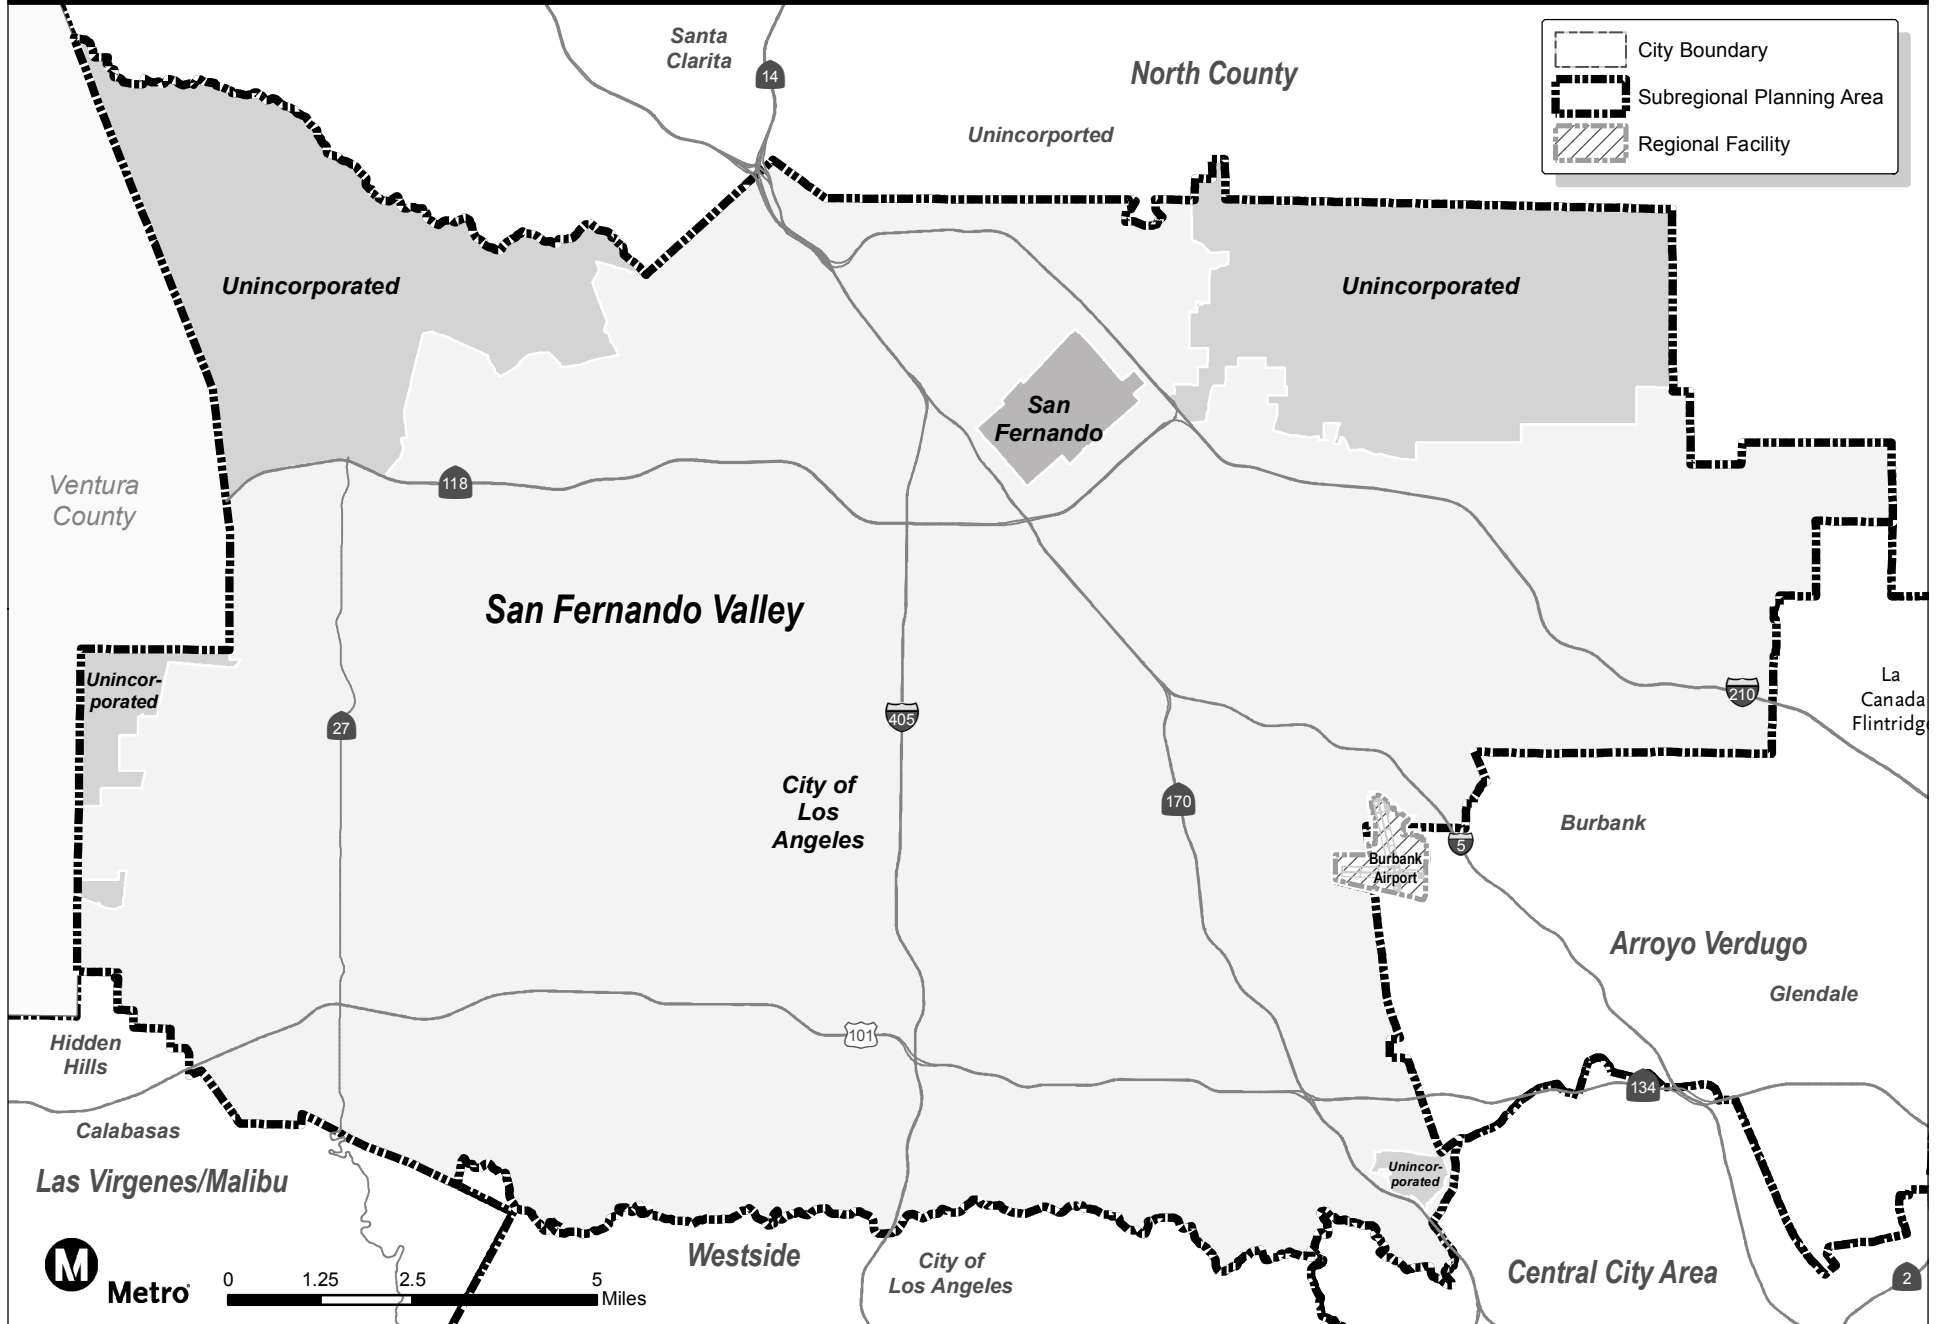 Santa
Clarita
14
North County
Unincorported
City Boundary
Subregional Planning Area
Regional Facility
Unincorporated
Unincorporated
San
Fernando
Ventura
County
118
San Fernando Valley
Unincor-
porated
27
405
210
La
Canada
Flintridge
City of
Los
Angeles
170
Burbank
5
Burbank
Airport
Arroyo Verdugo
Glendale
101
Hidden
Hills
134
Calabasas
Las Virgenes/Malibu
Unincor-
porated
Westside
City of
Los Angeles
Central City Area
2
M
Metro
0 1.25 2.5 5
Miles